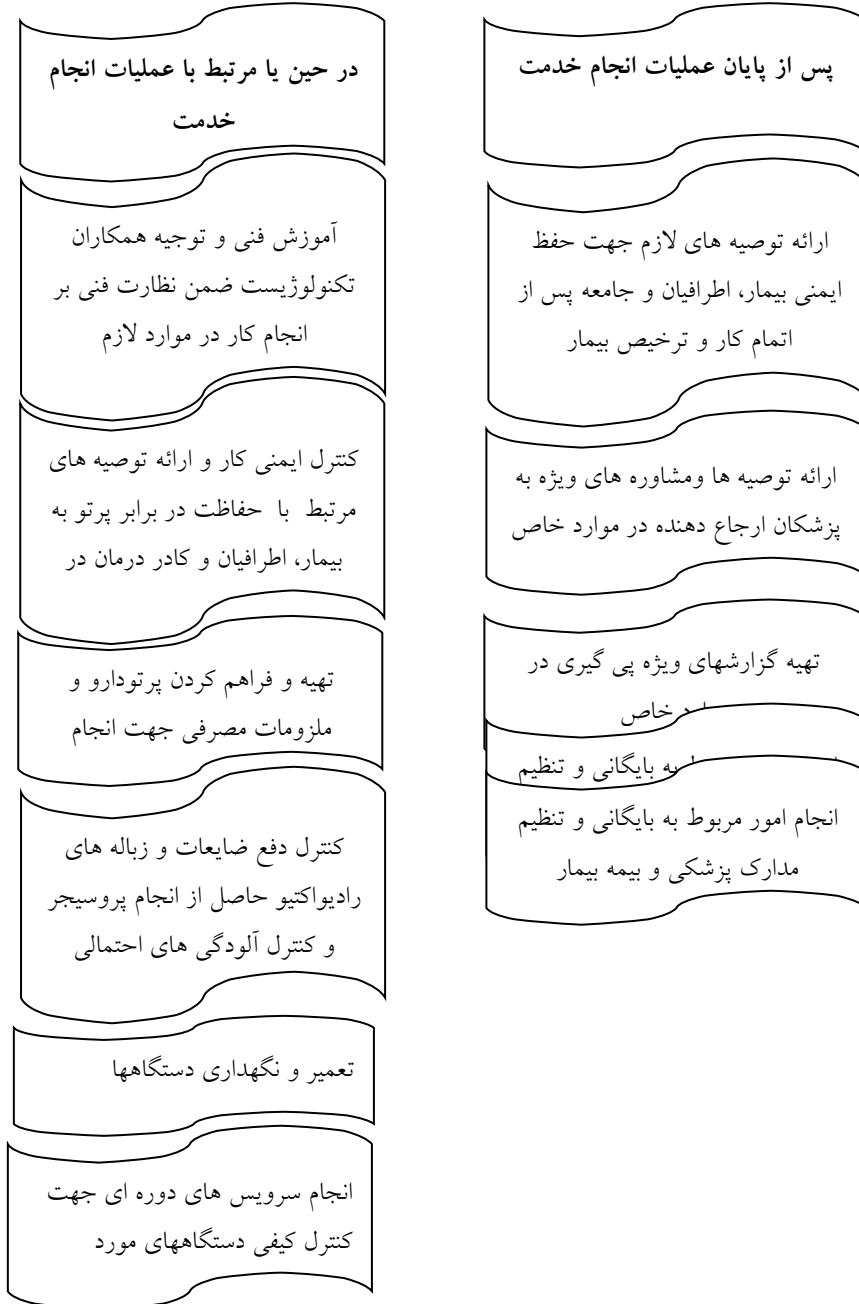 پس از پایان عملیات انجام خدمت
ارائه توصیه های لازم جهت حفظ
ایمنی بیمار، اطرافیان و جامعه پس از
اتمام کار و ترخیص بیمار
ارائه توصیه ها ومشاوره های ویژه به
پزشکان ارجاع دهنده در موارد خاص
تهیه گزارشهای ویژه پی گیری در
خاص
به بایگانی و تنظیم
انجام امور مربوط به بایگانی و تنظیم
مدارک پزشکی و بیمه بیمار
در حین یا مرتبط با عملیات انجام
خدمت
آموزش فنی و توجیه همکاران
تکنولوژیست ضمن نظارت فنی بر
انجام کار در موارد لازم
کنترل ایمنی کار و ارائه توصیه های
مرتبط با حفاظت در برابر پرتو به
بیمار، اطرافیان و کادر درمان در
تهیه و فراهم کردن پرتودارو و
ملزومات مصرفی جهت انجام
کنترل دفع ضایعات و زباله های
رادیواکتیو حاصل از انجام پروسیجر
و کنترل آلودگی های احتمالی
تعمیر و نگهداری دستگاهها
انجام سرویس های دوره ای جهت
کنترل کیفی دستگاههای مورد